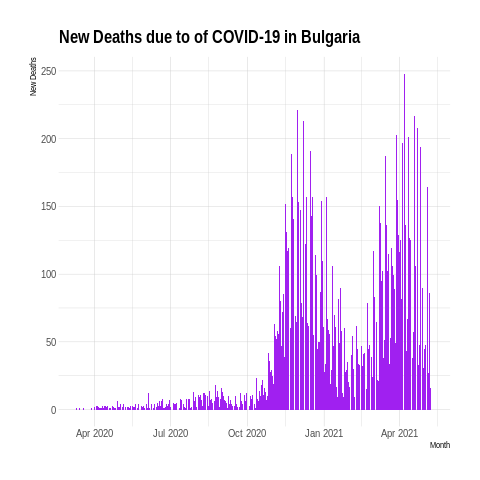 New Deaths due to of COVID-19 in Bulgaria
New Deaths
250
200
150
100
50
0
Apr 2020 Jul 2020 Oct 2020 Jan 2021 Apr 2021
Month